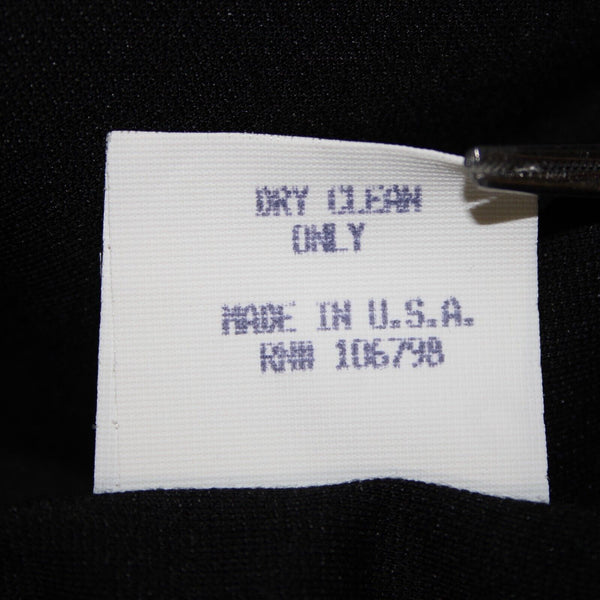 DRY CLEAN
ONLY
MADE IN U.S.A.
RN# 106798